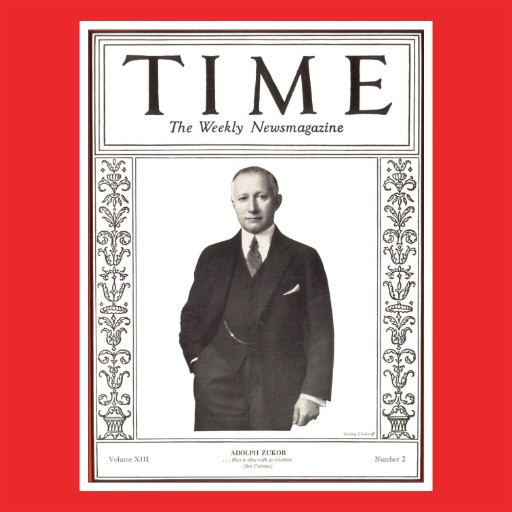 TIME
The Weekly Newsmagazine
Volume XIII
ADOLPH ZUKOR
Number 2